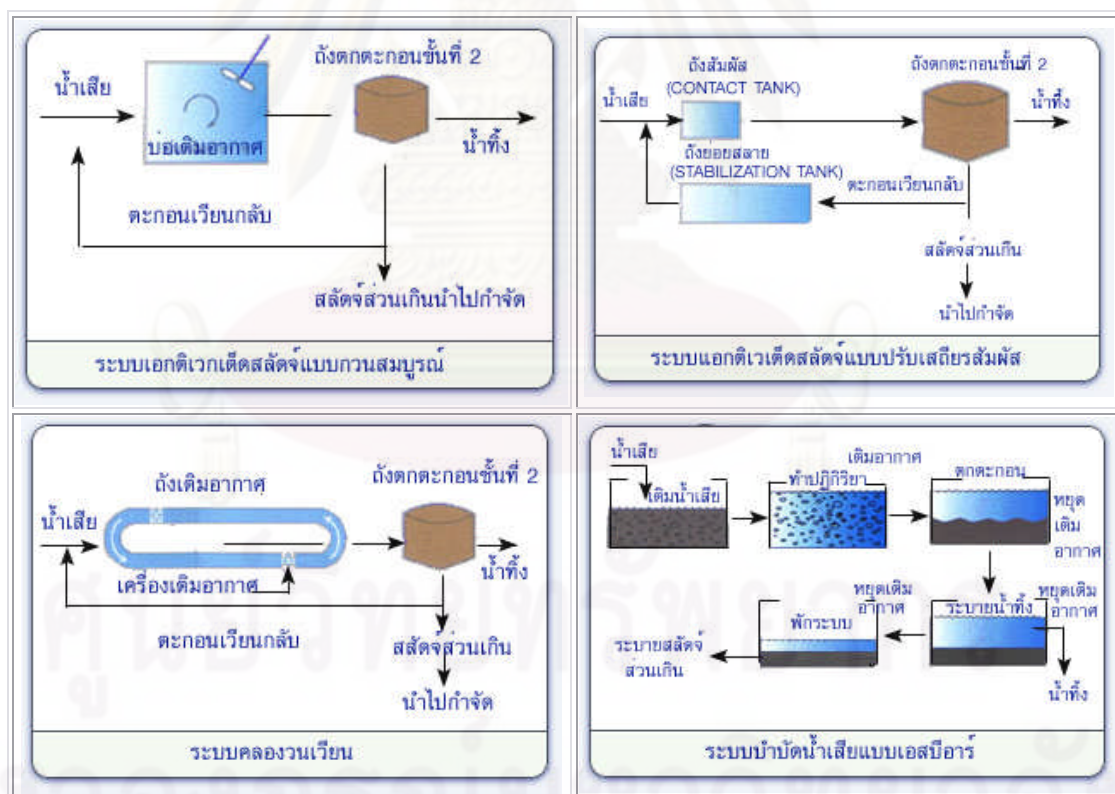 ถังตกตะกอนขั้นที่ 2
น้ำเสีย
บ่อเติมอากาศ
น้ำทิ้ง
ตะกอนเวียนกลับ
สลัดจ์ส่วนเกินนำไปกำจัด
ระบบเอกติเวกเต็ดสลัดจ์แบบกวนสมบูรณ์
ถังสัมผัส
(CONTACT TANK)
ถังตกตะกอนขั้นที่ 2
น้ำเสีย
น้ำทิ้ง
ถังย่อยสลาย
(STABILIZATION TANK)
ตะกอนเวียนกลับ
สลัดจ์ส่วนเกิน
นำไปกำจัด
ระบบแอกติเวเต็ดสลัดจ์แบบปรับเสถียรสัมผัส
ถังเติมอากาศ
ถังตกตะกอนขั้นที่ 2
น้ำเสีย
น้ำทิ้ง
เครื่องเติมอากาศ
ตะกอนเวียนกลับ
สลัดจ์ส่วนเกิน
นำไปกำจัด
ระบบคลองวนเวียน
น้ำเสีย
เติมน้ำเสีย
เติมอากาศ
ทำปฏิกิริยา
ตกตะกอน
หยุด
เติม
อากาศ
หยุดเติม
อากาศ
พักระบบ
ระบายน้ำทิ้ง
หยุดเติม
อากาศ
ระบายสลัดจ์
ส่วนเกิน
น้ำทิ้ง
ระบบบำบัดน้ำเสียแบบเอสบีอาร์